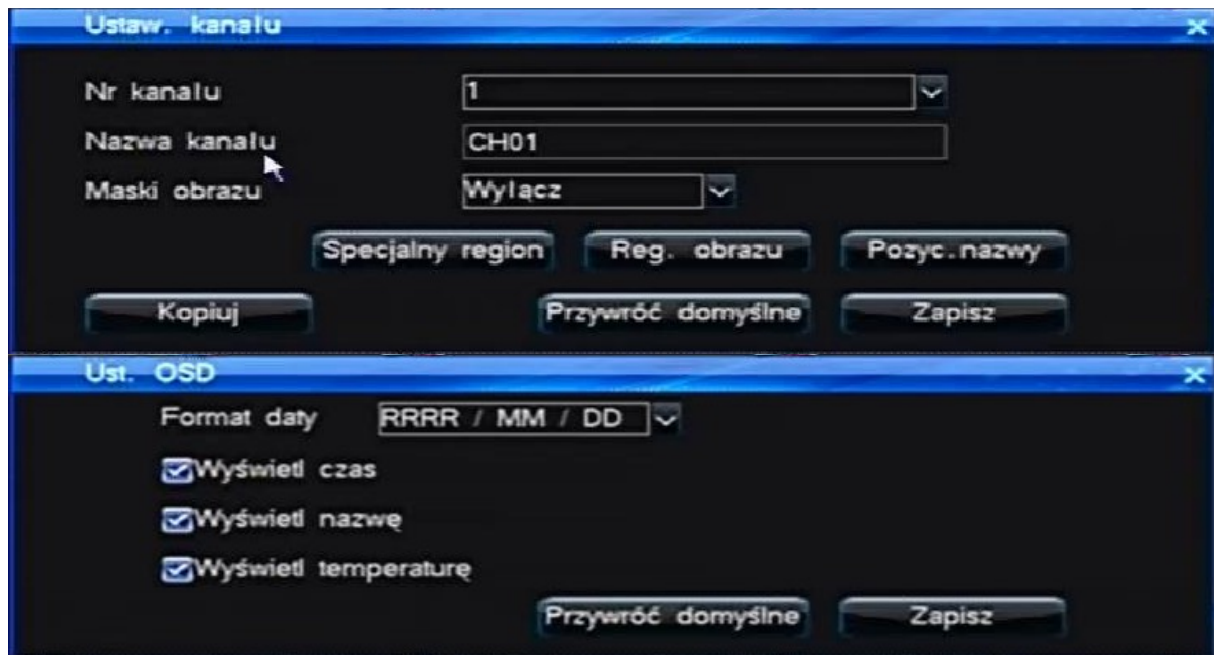 Ustaw. kanalu
Nr kanalu 1
Nazwa kanalu CH01
Maski obrazu Wyłącz
Specjalny region Reg. obrazu Pozyc.nazwy
Kopiuj Przywróć domyślne Zapisz
Ust. OSD
Format daty RRRR / MM / DD
Wyświetl czas
Wyświetl nazwę
Wyświetl temperaturę
Przywróć domyślne Zapisz